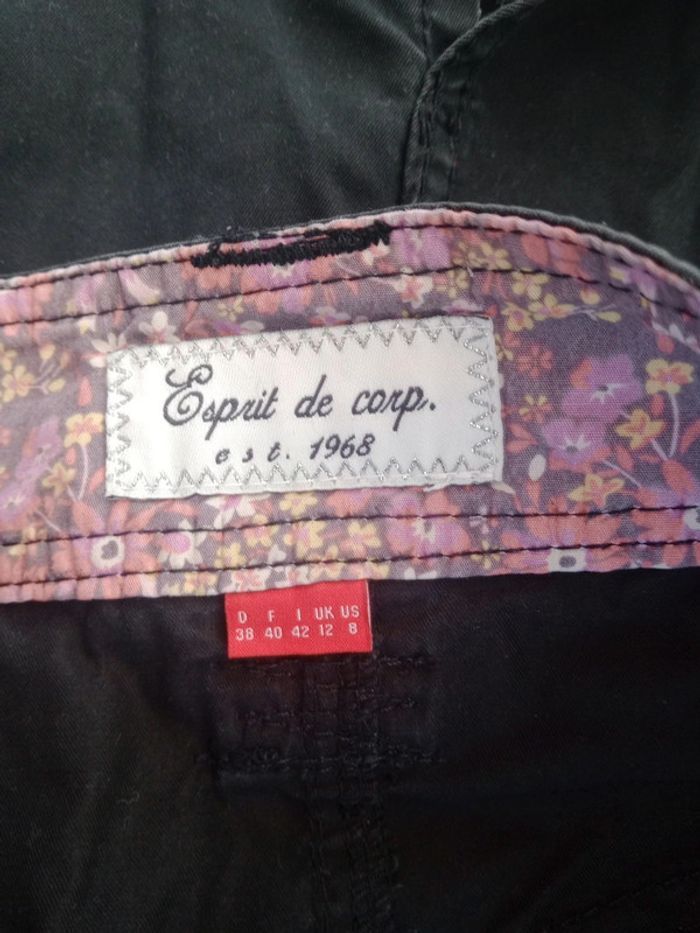 Esprit de corp.
est. 1968
D F I UK US
38 40 42 12 8